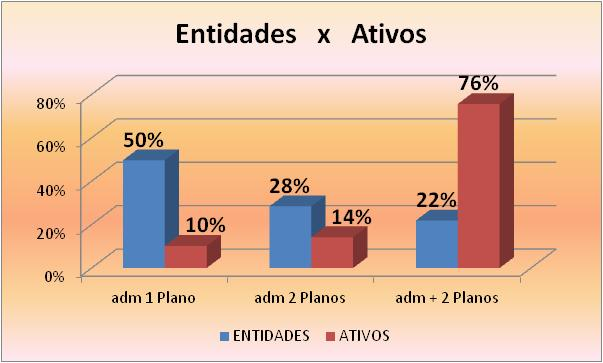 Entidades x Ativos
80%
60%
40%
20%
0%
50%
10%
28%
14%
22%
76%
adm 1 Plano
adm 2 Planos
adm + 2 Planos
ENTIDADES
ATIVOS